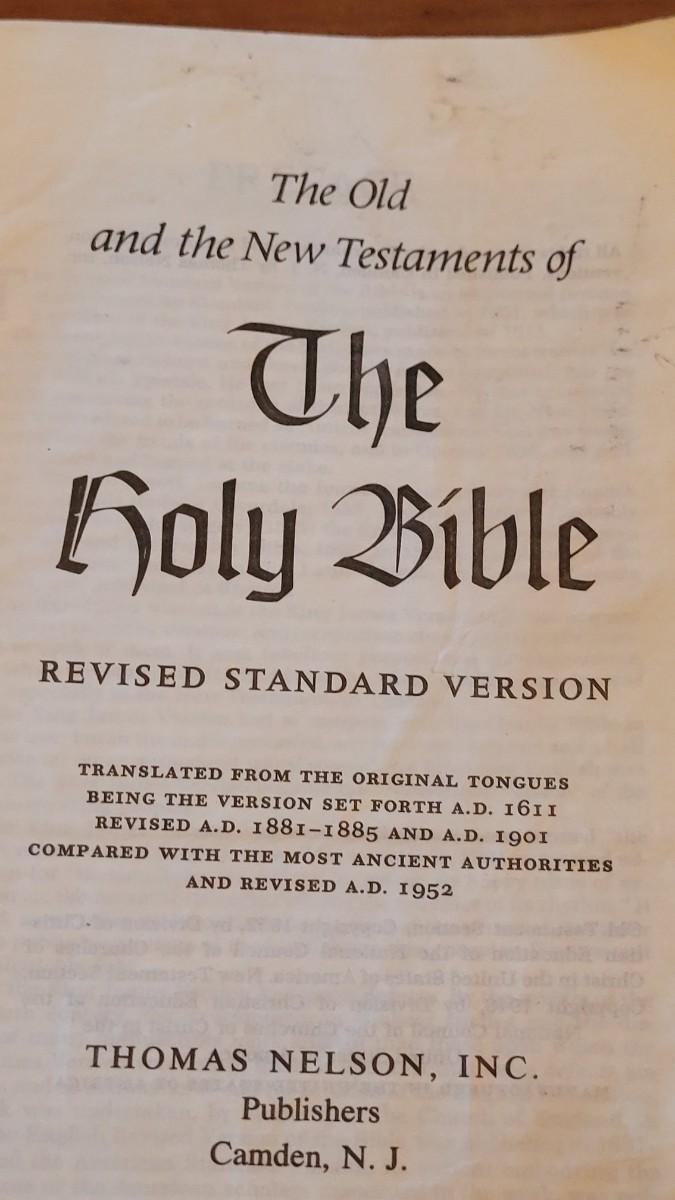 The Old
and the New Testaments of
The
Holy Bible
REVISED STANDARD VERSION
TRANSLATED FROM THE ORIGINAL TONGUES
BEING THE VERSION SET FORTH A.D. 1611
REVISED A.D. 1881–1885 AND A.D. 1901
COMPARED WITH THE MOST ANCIENT AUTHORITIES
AND REVISED A.D. 1952
THOMAS NELSON, INC.
Publishers
Camden, N. J.